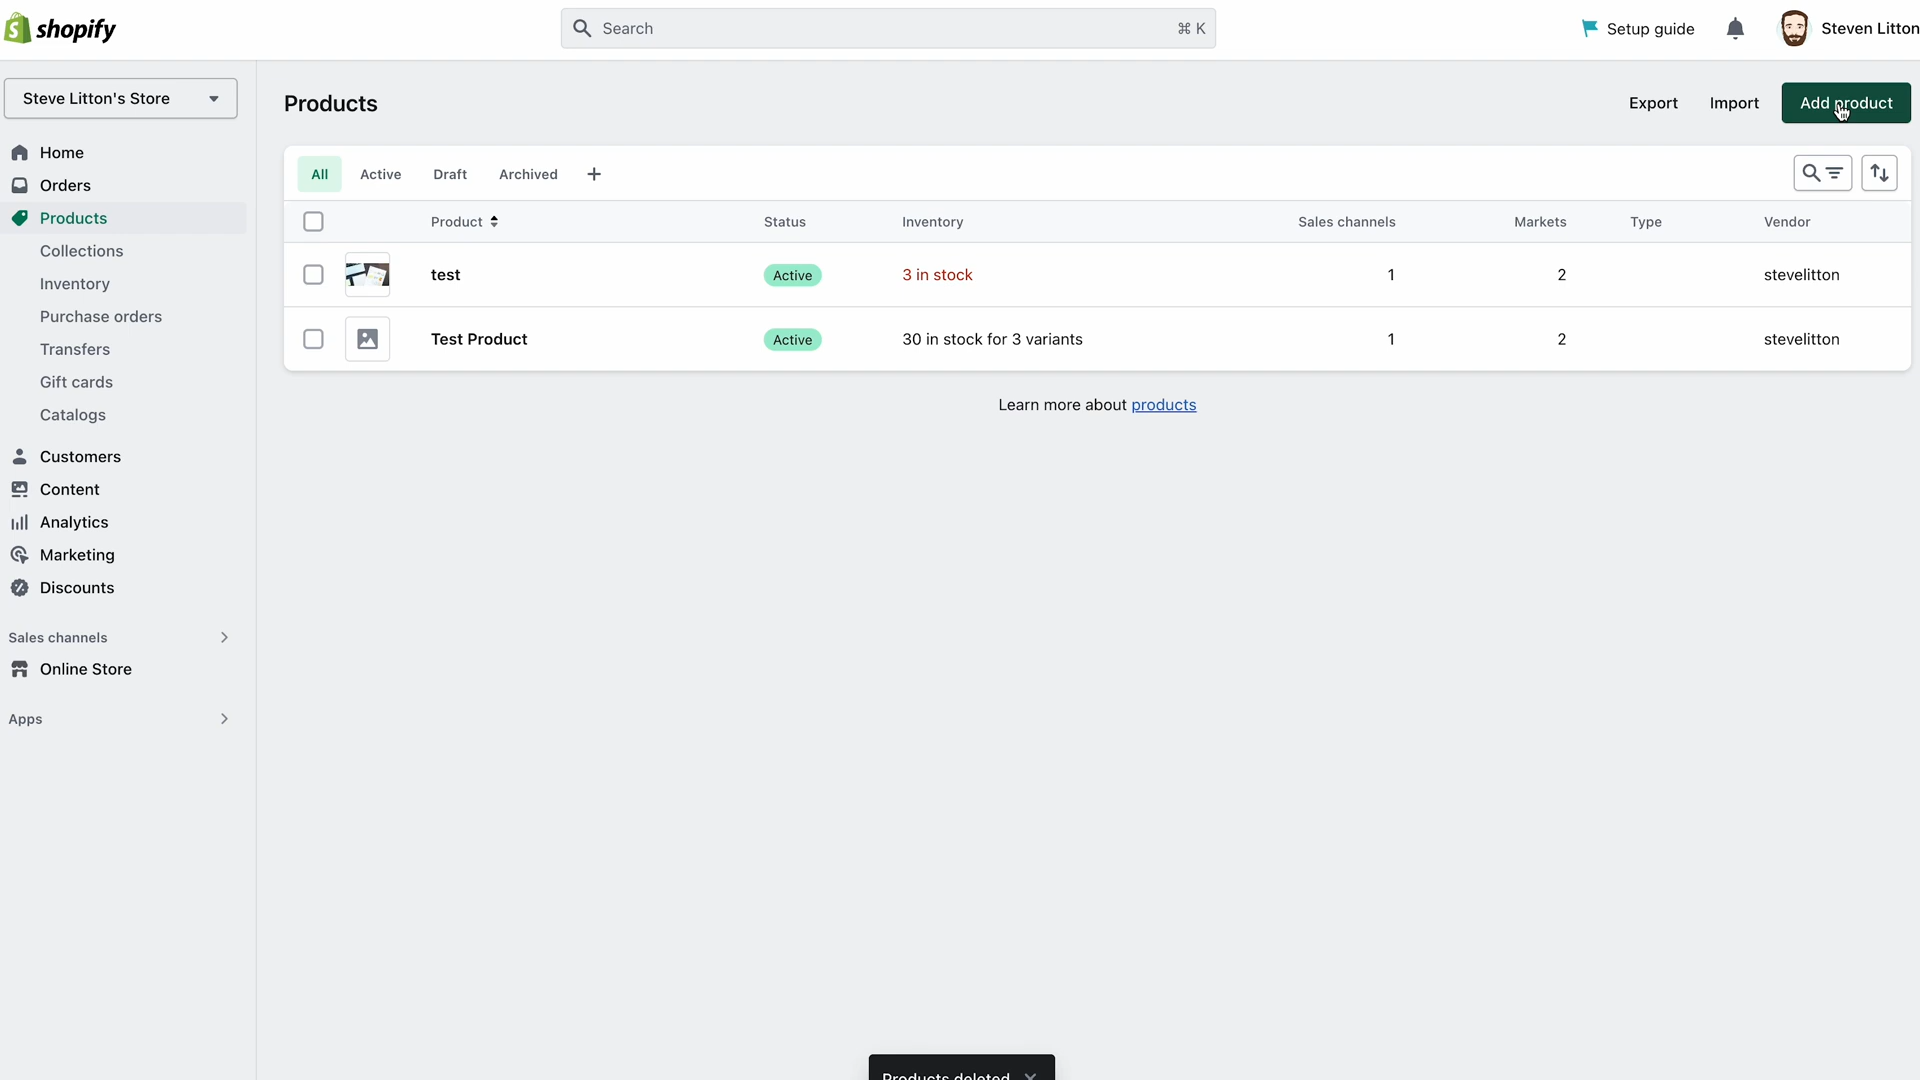 shopify
Search
⌘ K
Setup guide
Steven Litton
Steve Litton's Store
Home
Orders
Products
Collections
Inventory
Purchase orders
Transfers
Gift cards
Catalogs
Customers
Content
Analytics
Marketing
Discounts
Sales channels
Online Store
Apps
Products
Export
Import
Add product
All
Active
Draft
Archived
Product Status Inventory Sales channels Markets Type Vendor
test Active 3 in stock 1 2 stevelitton
Test Product Active 30 in stock for 3 variants 1 2 stevelitton
Learn more about products
Products deleted